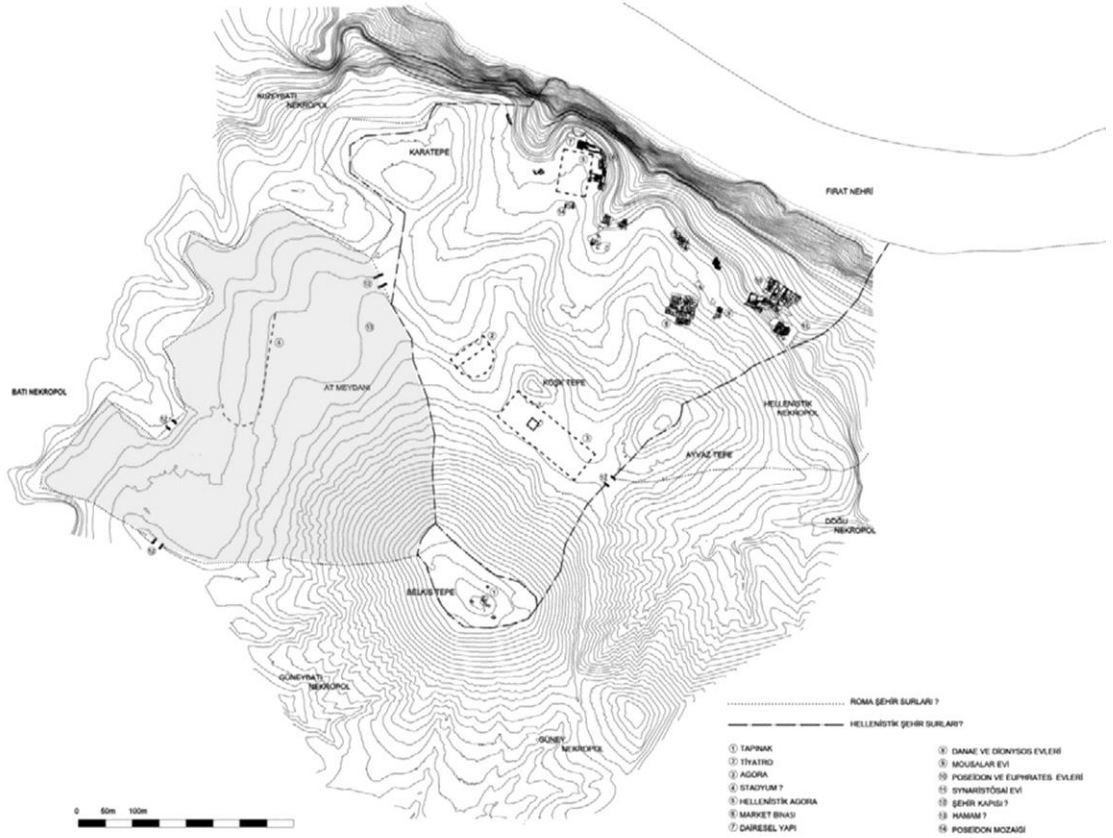 KUZEYBATI
NEKROPOL
KARATEPE
FIRAT NEHRİ
BATI NEKROPOL
AT MEYDANI
KÖŞK TEPE
HELLENİSTİK
NEKROPOL
AYVAZ TEPE
DOĞU
NEKROPOL
BELKIS TEPE
GÜNEYBATI
NEKROPOL
GÜNEY
NEKROPOL
ROMA ŞEHİR SURLARI ?
HELLENİSTİK ŞEHİR SURLARI?
1 TAPINAK
2 TİYATRO
3 AGORA
4 STADYUM ?
5 HELLENİSTİK AGORA
6 MARKET BİNASI
7 DAİRESEL YAPI
8 DANAE VE DİONYSOS EVLERİ
9 MOUSALAR EVİ
10 POSEİDON VE EUPHRATES EVLERİ
11 SYNARİSTÖSAİ EVİ
12 ŞEHİR KAPISI ?
13 HAMAM ?
14 POSEİDON MOZAİĞİ
0 50m 100m